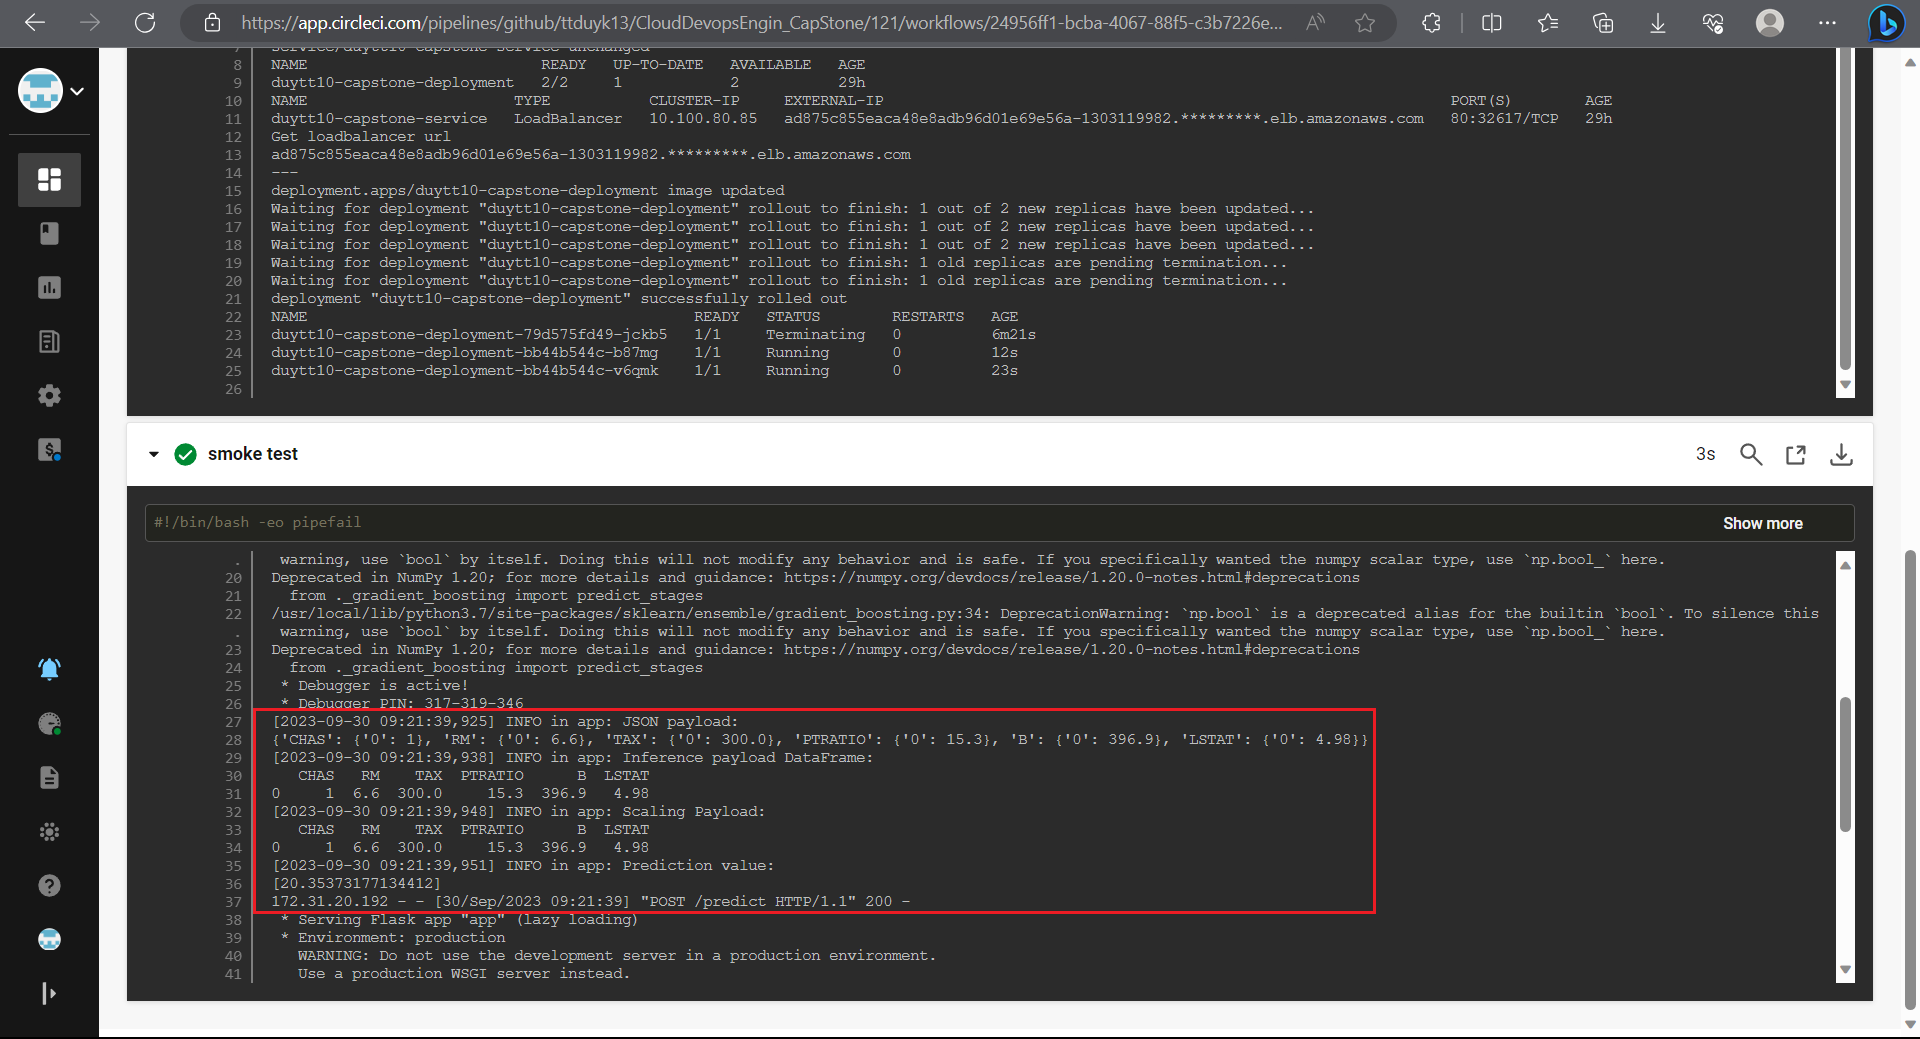 https://app.circleci.com/pipelines/github/ttduyk13/CloudDevopsEngin_CapStone/121/workflows/24956ff1-bcba-4067-88f5-c3b7226e...
7 service/duytt10-capstone-service unchanged
8 NAME READY UP-TO-DATE AVAILABLE AGE
9 duytt10-capstone-deployment 2/2 1 2 29h
10 NAME TYPE CLUSTER-IP EXTERNAL-IP PORT(S) AGE
11 duytt10-capstone-service LoadBalancer 10.100.80.85 ad875c855eaca48e8adb96d01e69e56a-1303119982.*********.elb.amazonaws.com 80:32617/TCP 29h
12 Get loadbalancer url
13 ad875c855eaca48e8adb96d01e69e56a-1303119982.*********.elb.amazonaws.com
14 ---
15 deployment.apps/duytt10-capstone-deployment image updated
16 Waiting for deployment "duytt10-capstone-deployment" rollout to finish: 1 out of 2 new replicas have been updated...
17 Waiting for deployment "duytt10-capstone-deployment" rollout to finish: 1 out of 2 new replicas have been updated...
18 Waiting for deployment "duytt10-capstone-deployment" rollout to finish: 1 out of 2 new replicas have been updated...
19 Waiting for deployment "duytt10-capstone-deployment" rollout to finish: 1 old replicas are pending termination...
20 Waiting for deployment "duytt10-capstone-deployment" rollout to finish: 1 old replicas are pending termination...
21 deployment "duytt10-capstone-deployment" successfully rolled out
22 NAME READY STATUS RESTARTS AGE
23 duytt10-capstone-deployment-79d575fd49-jckb5 1/1 Terminating 0 6m21s
24 duytt10-capstone-deployment-bb44b544c-b87mg 1/1 Running 0 12s
25 duytt10-capstone-deployment-bb44b544c-v6qmk 1/1 Running 0 23s
26
smoke test 3s
#!/bin/bash -eo pipefail Show more
. warning, use `bool` by itself. Doing this will not modify any behavior and is safe. If you specifically wanted the numpy scalar type, use `np.bool_` here.
20 Deprecated in NumPy 1.20; for more details and guidance: https://numpy.org/devdocs/release/1.20.0-notes.html#deprecations
21 from ._gradient_boosting import predict_stages
22 /usr/local/lib/python3.7/site-packages/sklearn/ensemble/gradient_boosting.py:34: DeprecationWarning: `np.bool` is a deprecated alias for the builtin `bool`. To silence this
. warning, use `bool` by itself. Doing this will not modify any behavior and is safe. If you specifically wanted the numpy scalar type, use `np.bool_` here.
23 Deprecated in NumPy 1.20; for more details and guidance: https://numpy.org/devdocs/release/1.20.0-notes.html#deprecations
24 from ._gradient_boosting import predict_stages
25 * Debugger is active!
26 * Debugger PIN: 317-319-346
27 [2023-09-30 09:21:39,925] INFO in app: JSON payload:
28 {'CHAS': {'0': 1}, 'RM': {'0': 6.6}, 'TAX': {'0': 300.0}, 'PTRATIO': {'0': 15.3}, 'B': {'0': 396.9}, 'LSTAT': {'0': 4.98}}
29 [2023-09-30 09:21:39,938] INFO in app: Inference payload DataFrame:
30 CHAS RM TAX PTRATIO B LSTAT
31 0 1 6.6 300.0 15.3 396.9 4.98
32 [2023-09-30 09:21:39,948] INFO in app: Scaling Payload:
33 CHAS RM TAX PTRATIO B LSTAT
34 0 1 6.6 300.0 15.3 396.9 4.98
35 [2023-09-30 09:21:39,951] INFO in app: Prediction value:
36 [20.35373177134412]
37 172.31.20.192 - - [30/Sep/2023 09:21:39] "POST /predict HTTP/1.1" 200 -
38 * Serving Flask app "app" (lazy loading)
39 * Environment: production
40 WARNING: Do not use the development server in a production environment.
41 Use a production WSGI server instead.